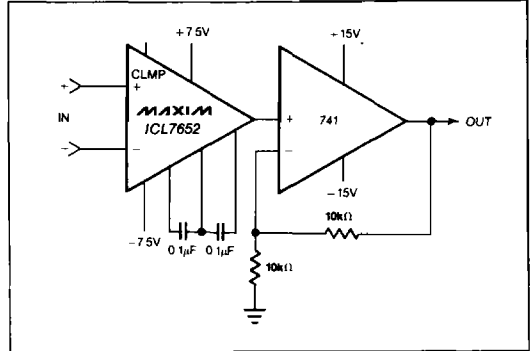 +7 5V
+15V
CLMP
+
+
IN
MAXIM
ICL7652
741
OUT
−
−
−15V
−7 5V
0 1μF
0 1μF
10kΩ
10kΩ